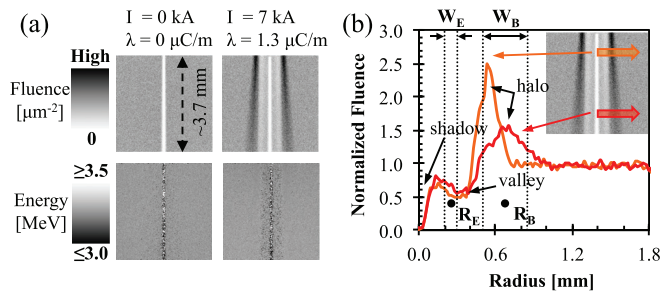 (a)
I = 0 kA
λ = 0 μC/m
I = 7 kA
λ = 1.3 μC/m
High
Fluence
[μm⁻²]
0
~3.7 mm
≥3.5
Energy
[MeV]
≤3.0
(b)
W_E W_B
Normalized Fluence
3.0
2.5
2.0
1.5
1.0
0.5
0.0
halo
shadow
valley
R_E R_B
0 0.6 1.2 1.8
Radius [mm]